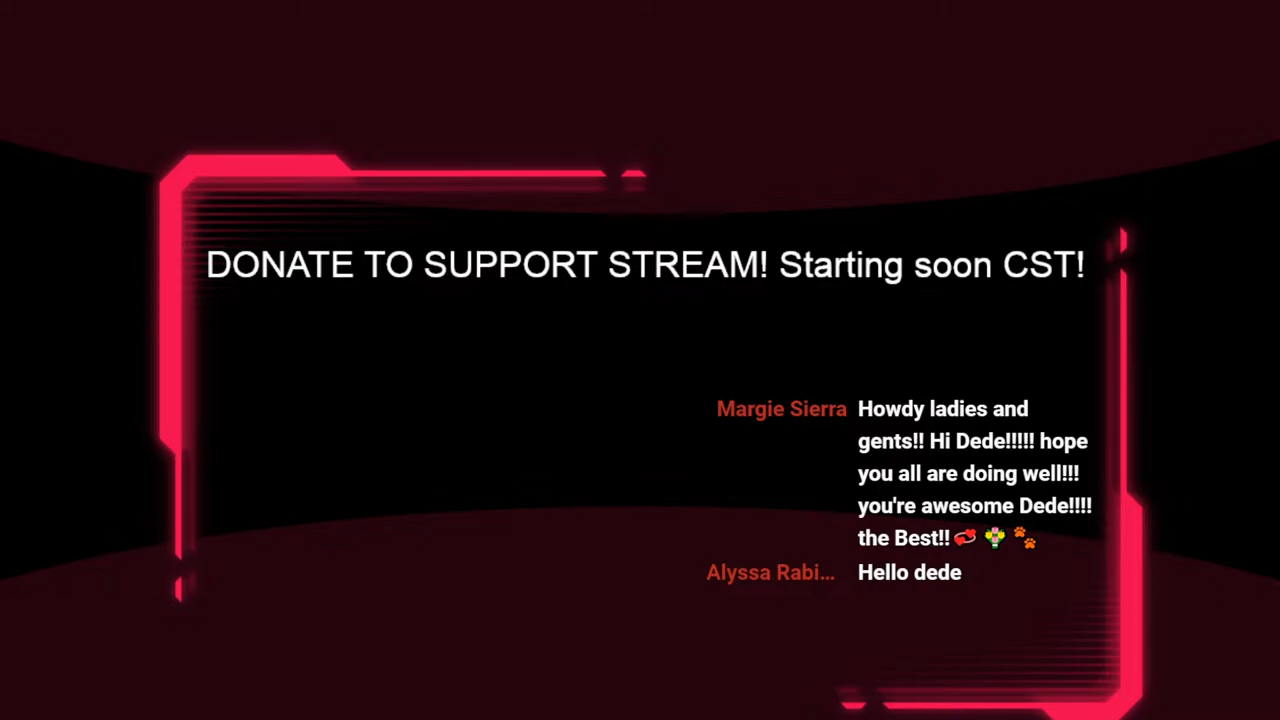 DONATE TO SUPPORT STREAM! Starting soon CST!
Margie Sierra Howdy ladies and
gents!! Hi Dede!!!!! hope
you all are doing well!!!
you're awesome Dede!!!!
the Best!! 💞 💐 🐾
Alyssa Rabi... Hello dede